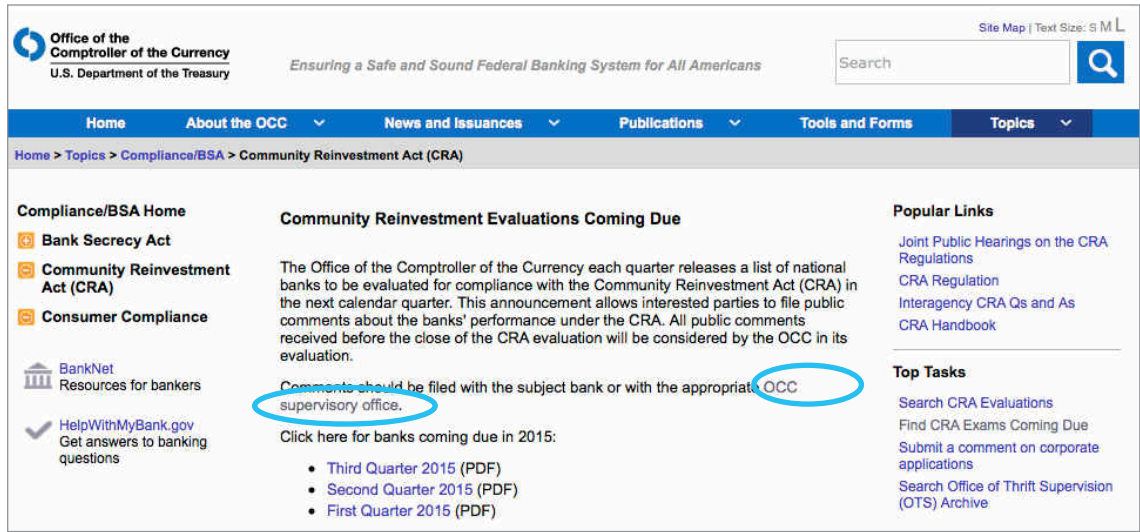 Office of the
Comptroller of the Currency
U.S. Department of the Treasury
Ensuring a Safe and Sound Federal Banking System for All Americans
Site Map | Text Size: S M L
Search
Home
About the OCC
News and Issuances
Publications
Tools and Forms
Topics
Home > Topics > Compliance/BSA > Community Reinvestment Act (CRA)
Compliance/BSA Home
Bank Secrecy Act
Community Reinvestment
Act (CRA)
Consumer Compliance
BankNet
Resources for bankers
HelpWithMyBank.gov
Get answers to banking
questions
Community Reinvestment Evaluations Coming Due
The Office of the Comptroller of the Currency each quarter releases a list of national
banks to be evaluated for compliance with the Community Reinvestment Act (CRA) in
the next calendar quarter. This announcement allows interested parties to file public
comments about the banks' performance under the CRA. All public comments
received before the close of the CRA evaluation will be considered by the OCC in its
evaluation.
Comments should be filed with the subject bank or with the appropriate OCC
supervisory office.
Click here for banks coming due in 2015:
• Third Quarter 2015 (PDF)
• Second Quarter 2015 (PDF)
• First Quarter 2015 (PDF)
Popular Links
Joint Public Hearings on the CRA
Regulations
CRA Regulation
Interagency CRA Qs and As
CRA Handbook
Top Tasks
Search CRA Evaluations
Find CRA Exams Coming Due
Submit a comment on corporate
applications
Search Office of Thrift Supervision
(OTS) Archive